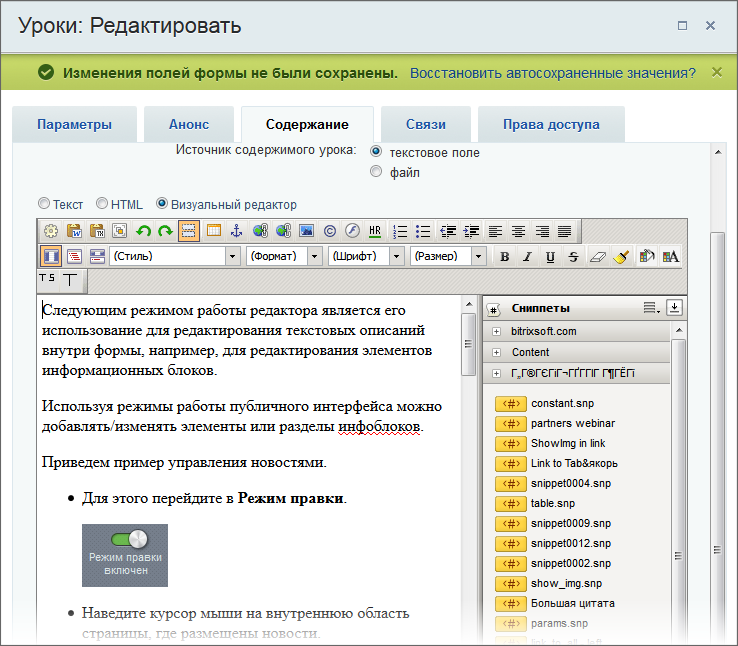 Уроки: Редактировать
Изменения полей формы не были сохранены. Восстановить автосохраненные значения?
Параметры Анонс Содержание Связи Права доступа
Источник содержимого урока: текстовое поле
файл
Текст HTML Визуальный редактор
HR
(Стиль) (Формат) (Шрифт) (Размер) B I U S
Следующим режимом работы редактора является его
использование для редактирования текстовых описаний
внутри формы, например, для редактирования элементов
информационных блоков.
Используя режимы работы публичного интерфейса можно
добавлять/изменять элементы или разделы инфоблоков.
Приведем пример управления новостями.
Для этого перейдите в Режим правки.
Режим правки
включен
Наведите курсор мыши на внутреннюю область
страницы, где размещены новости.
Сниппеты
bitrixsoft.com
Content
constant.snp
partners webinar
ShowImg in link
Link to Tab&якорь
snippet0004.snp
table.snp
snippet0009.snp
snippet0012.snp
snippet0002.snp
show_img.snp
Большая цитата
params.snp